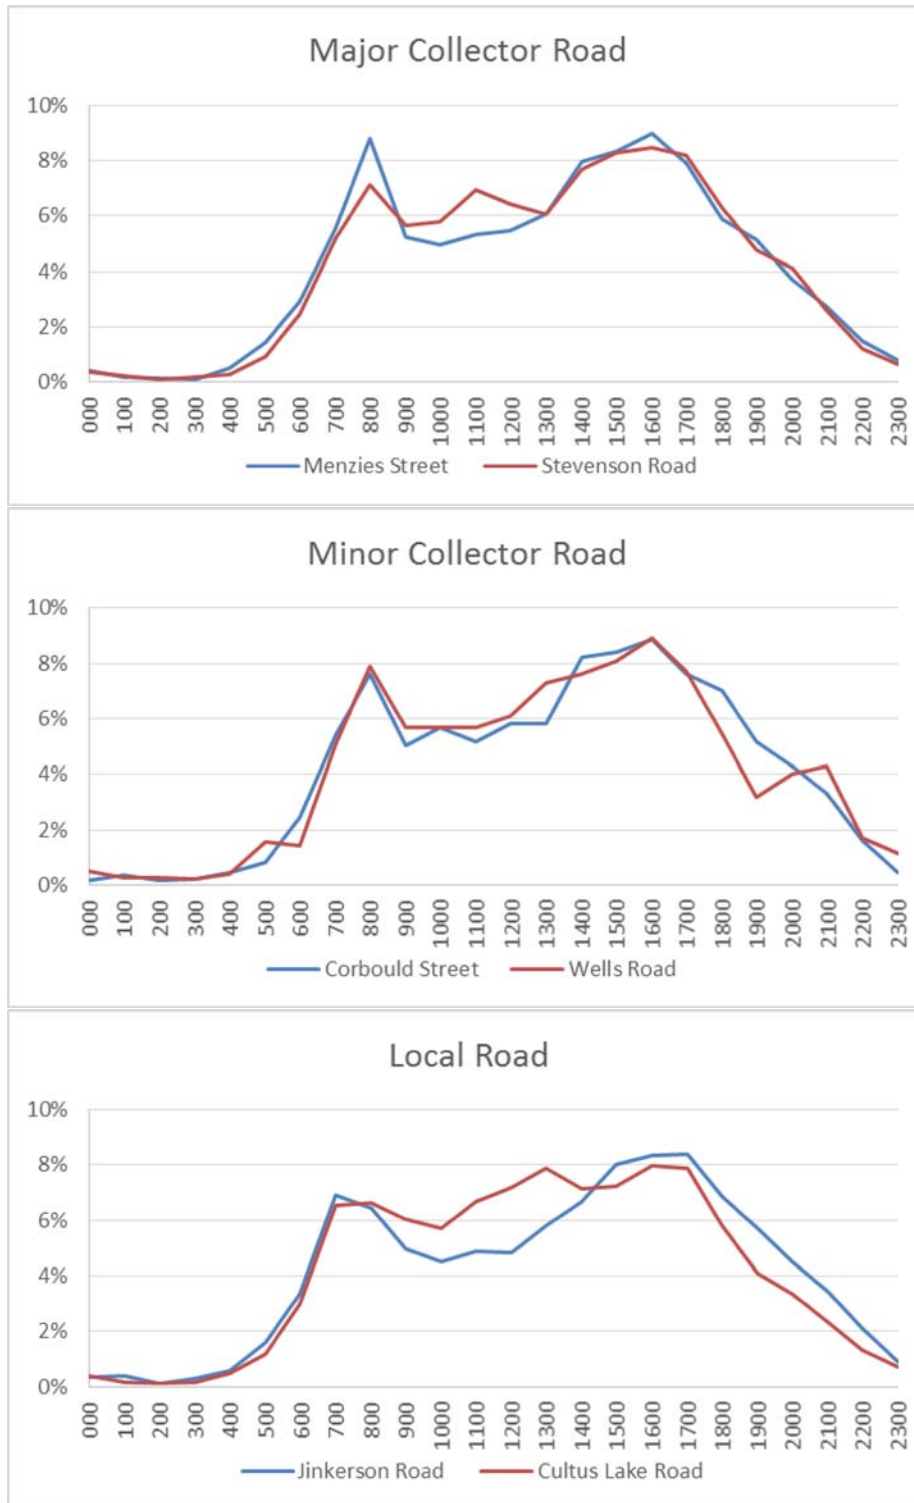 Major Collector Road
10%
8%
6%
4%
2%
0%
000 100 200 300 400 500 600 700 800 900 1000 1100 1200 1300 1400 1500 1600 1700 1800 1900 2000 2100 2200 2300
Menzies Street Stevenson Road
Minor Collector Road
10%
8%
6%
4%
2%
0%
000 100 200 300 400 500 600 700 800 900 1000 1100 1200 1300 1400 1500 1600 1700 1800 1900 2000 2100 2200 2300
Corbould Street Wells Road
Local Road
10%
8%
6%
4%
2%
0%
000 100 200 300 400 500 600 700 800 900 1000 1100 1200 1300 1400 1500 1600 1700 1800 1900 2000 2100 2200 2300
Jinkerson Road Cultus Lake Road